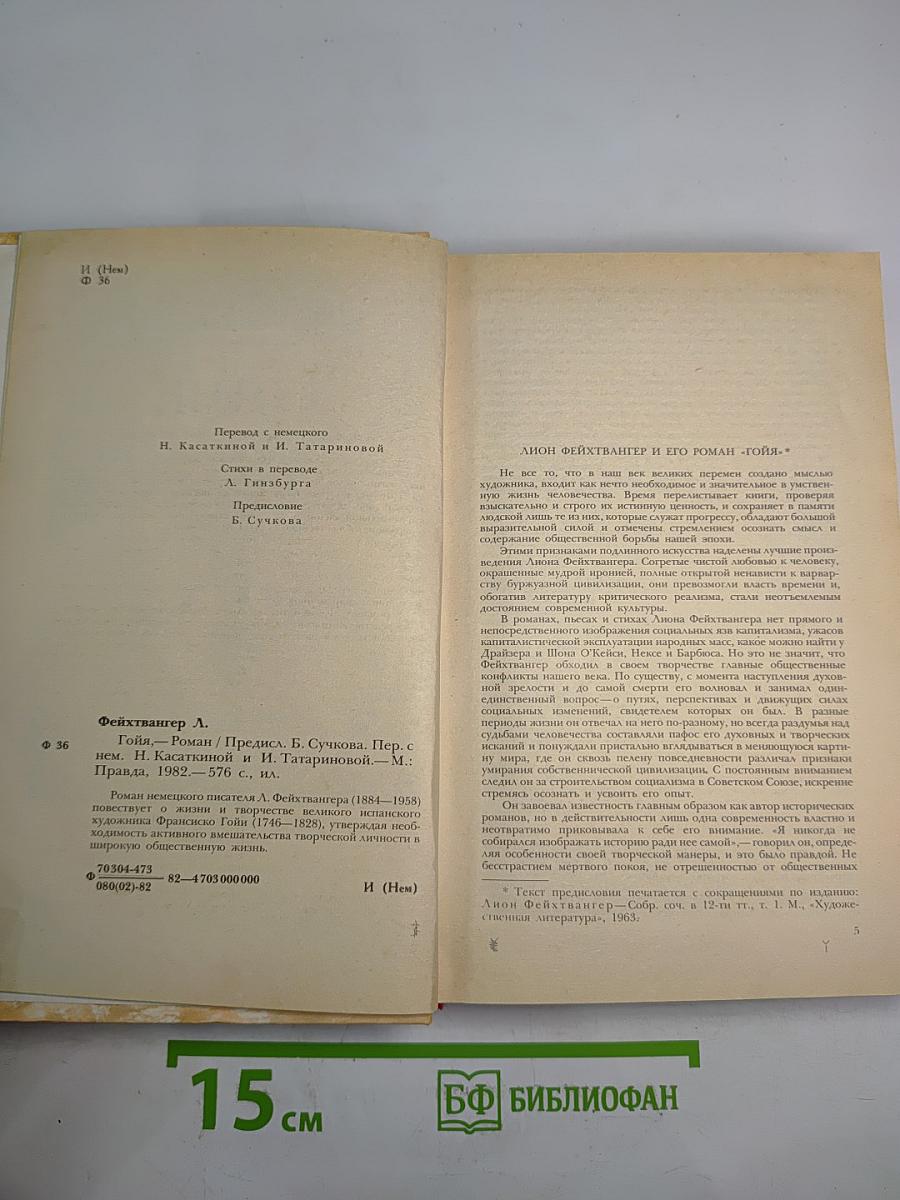 И (Нем)
Ф 36
Перевод с немецкого
Н. Касаткиной и И. Татариновой
Стихи в переводе
Л. Гинзбурга
Предисловие
Б. Сучкова
Фейхтвангер Л.
Ф 36
Гойя,— Роман / Предисл. Б. Сучкова. Пер. с
нем. Н. Касаткиной и И. Татариновой.— М.:
Правда, 1982.— 576 с., ил.
Роман немецкого писателя Л. Фейхтвангера (1884—1958)
повествует о жизни и творчестве великого испанского
художника Франсиско Гойи (1746—1828), утверждая необ-
ходимость активного вмешательства творческой личности в
широкую общественную жизнь.
Ф 70304-473
080(02)-82 82—4703000000
И (Нем)
ЛИОН ФЕЙХТВАНГЕР И ЕГО РОМАН «ГОЙЯ»*
Не все то, что в наш век великих перемен создано мыслью
художника, входит как нечто необходимое и значительное в умствен-
ную жизнь человечества. Время перелистывает книги, проверяя
взыскательно и строго их истинную ценность, и сохраняет в памяти
людской лишь те из них, которые служат прогрессу, обладают большой
выразительной силой и отмечены стремлением осознать смысл и
содержание общественной борьбы нашей эпохи.
Этими признаками подлинного искусства наделены лучшие произ-
ведения Лиона Фейхтвангера. Согретые чистой любовью к человеку,
окрашенные мудрой иронией, полные открытой ненависти к варвар-
ству буржуазной цивилизации, они превозмогли власть времени и,
обогатив литературу критического реализма, стали неотъемлемым
достоянием современной культуры.
В романах, пьесах и стихах Лиона Фейхтвангера нет прямого и
непосредственного изображения социальных язв капитализма, ужасов
капиталистической эксплуатации народных масс, какое можно найти у
Драйзера и Шона О'Кейси, Нексе и Барбюса. Но это не значит, что
Фейхтвангер обходил в своем творчестве главные общественные
конфликты нашего века. По существу, с момента наступления духов-
ной зрелости и до самой смерти его волновал и занимал один-
единственный вопрос—о путях, перспективах и движущих силах
социальных изменений, свидетелем которых он был. В разные
периоды жизни он отвечал на него по-разному, но всегда раздумья над
судьбами человечества составляли пафос его духовных и творческих
исканий и понуждали пристально вглядываться в меняющуюся карти-
ну мира, где он сквозь пелену повседневности различал признаки
умирания собственнической цивилизации. С постоянным вниманием
следил он за строительством социализма в Советском Союзе, искренне
стремясь осознать и усвоить его опыт.
Он завоевал известность главным образом как автор исторических
романов, но в действительности лишь одна современность властно и
неотвратимо приковывала к себе его внимание. «Я никогда не
собирался изображать историю ради нее самой»,— говорил он, опреде-
ляя особенности своей творческой манеры, и это было правдой. Не
бесстрастием мертвого покоя, не отрешенностью от общественных
* Текст предисловия печатается с сокращениями по изданию:
Лион Фейхтвангер—Собр. соч. в 12-ти тт., т. 1. М., «Художе-
ственная литература», 1963.
5
15 см
БФ БИБЛИОФАН